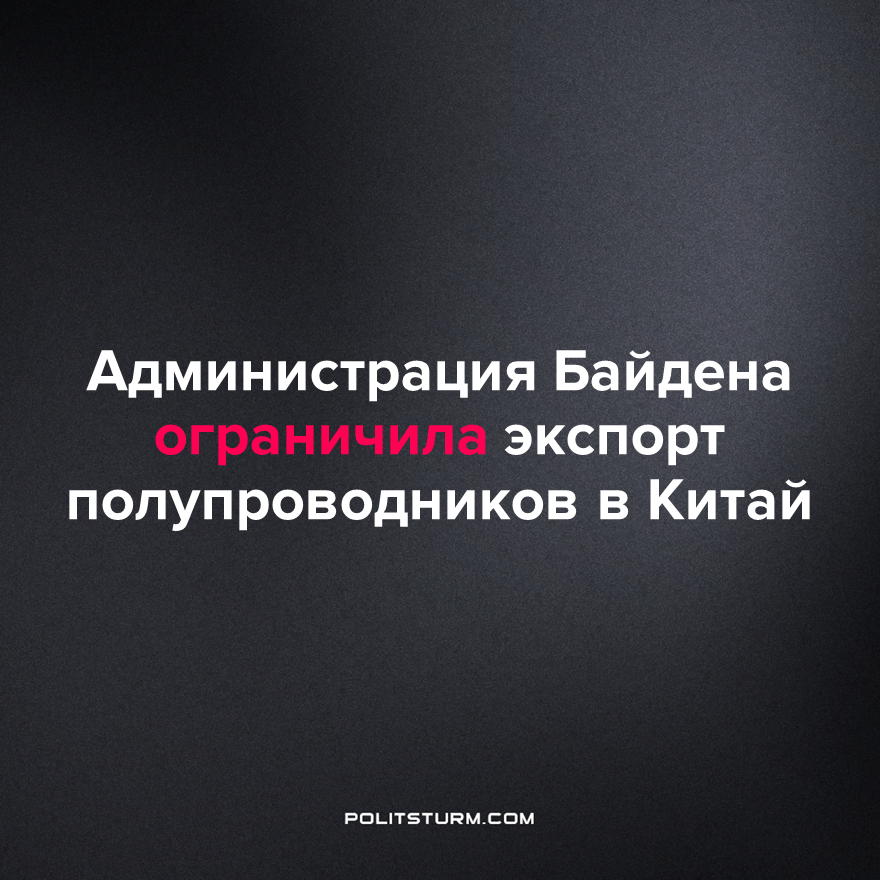 Администрация Байдена
ограничила экспорт
полупроводников в Китай
POLITSTURM.COM